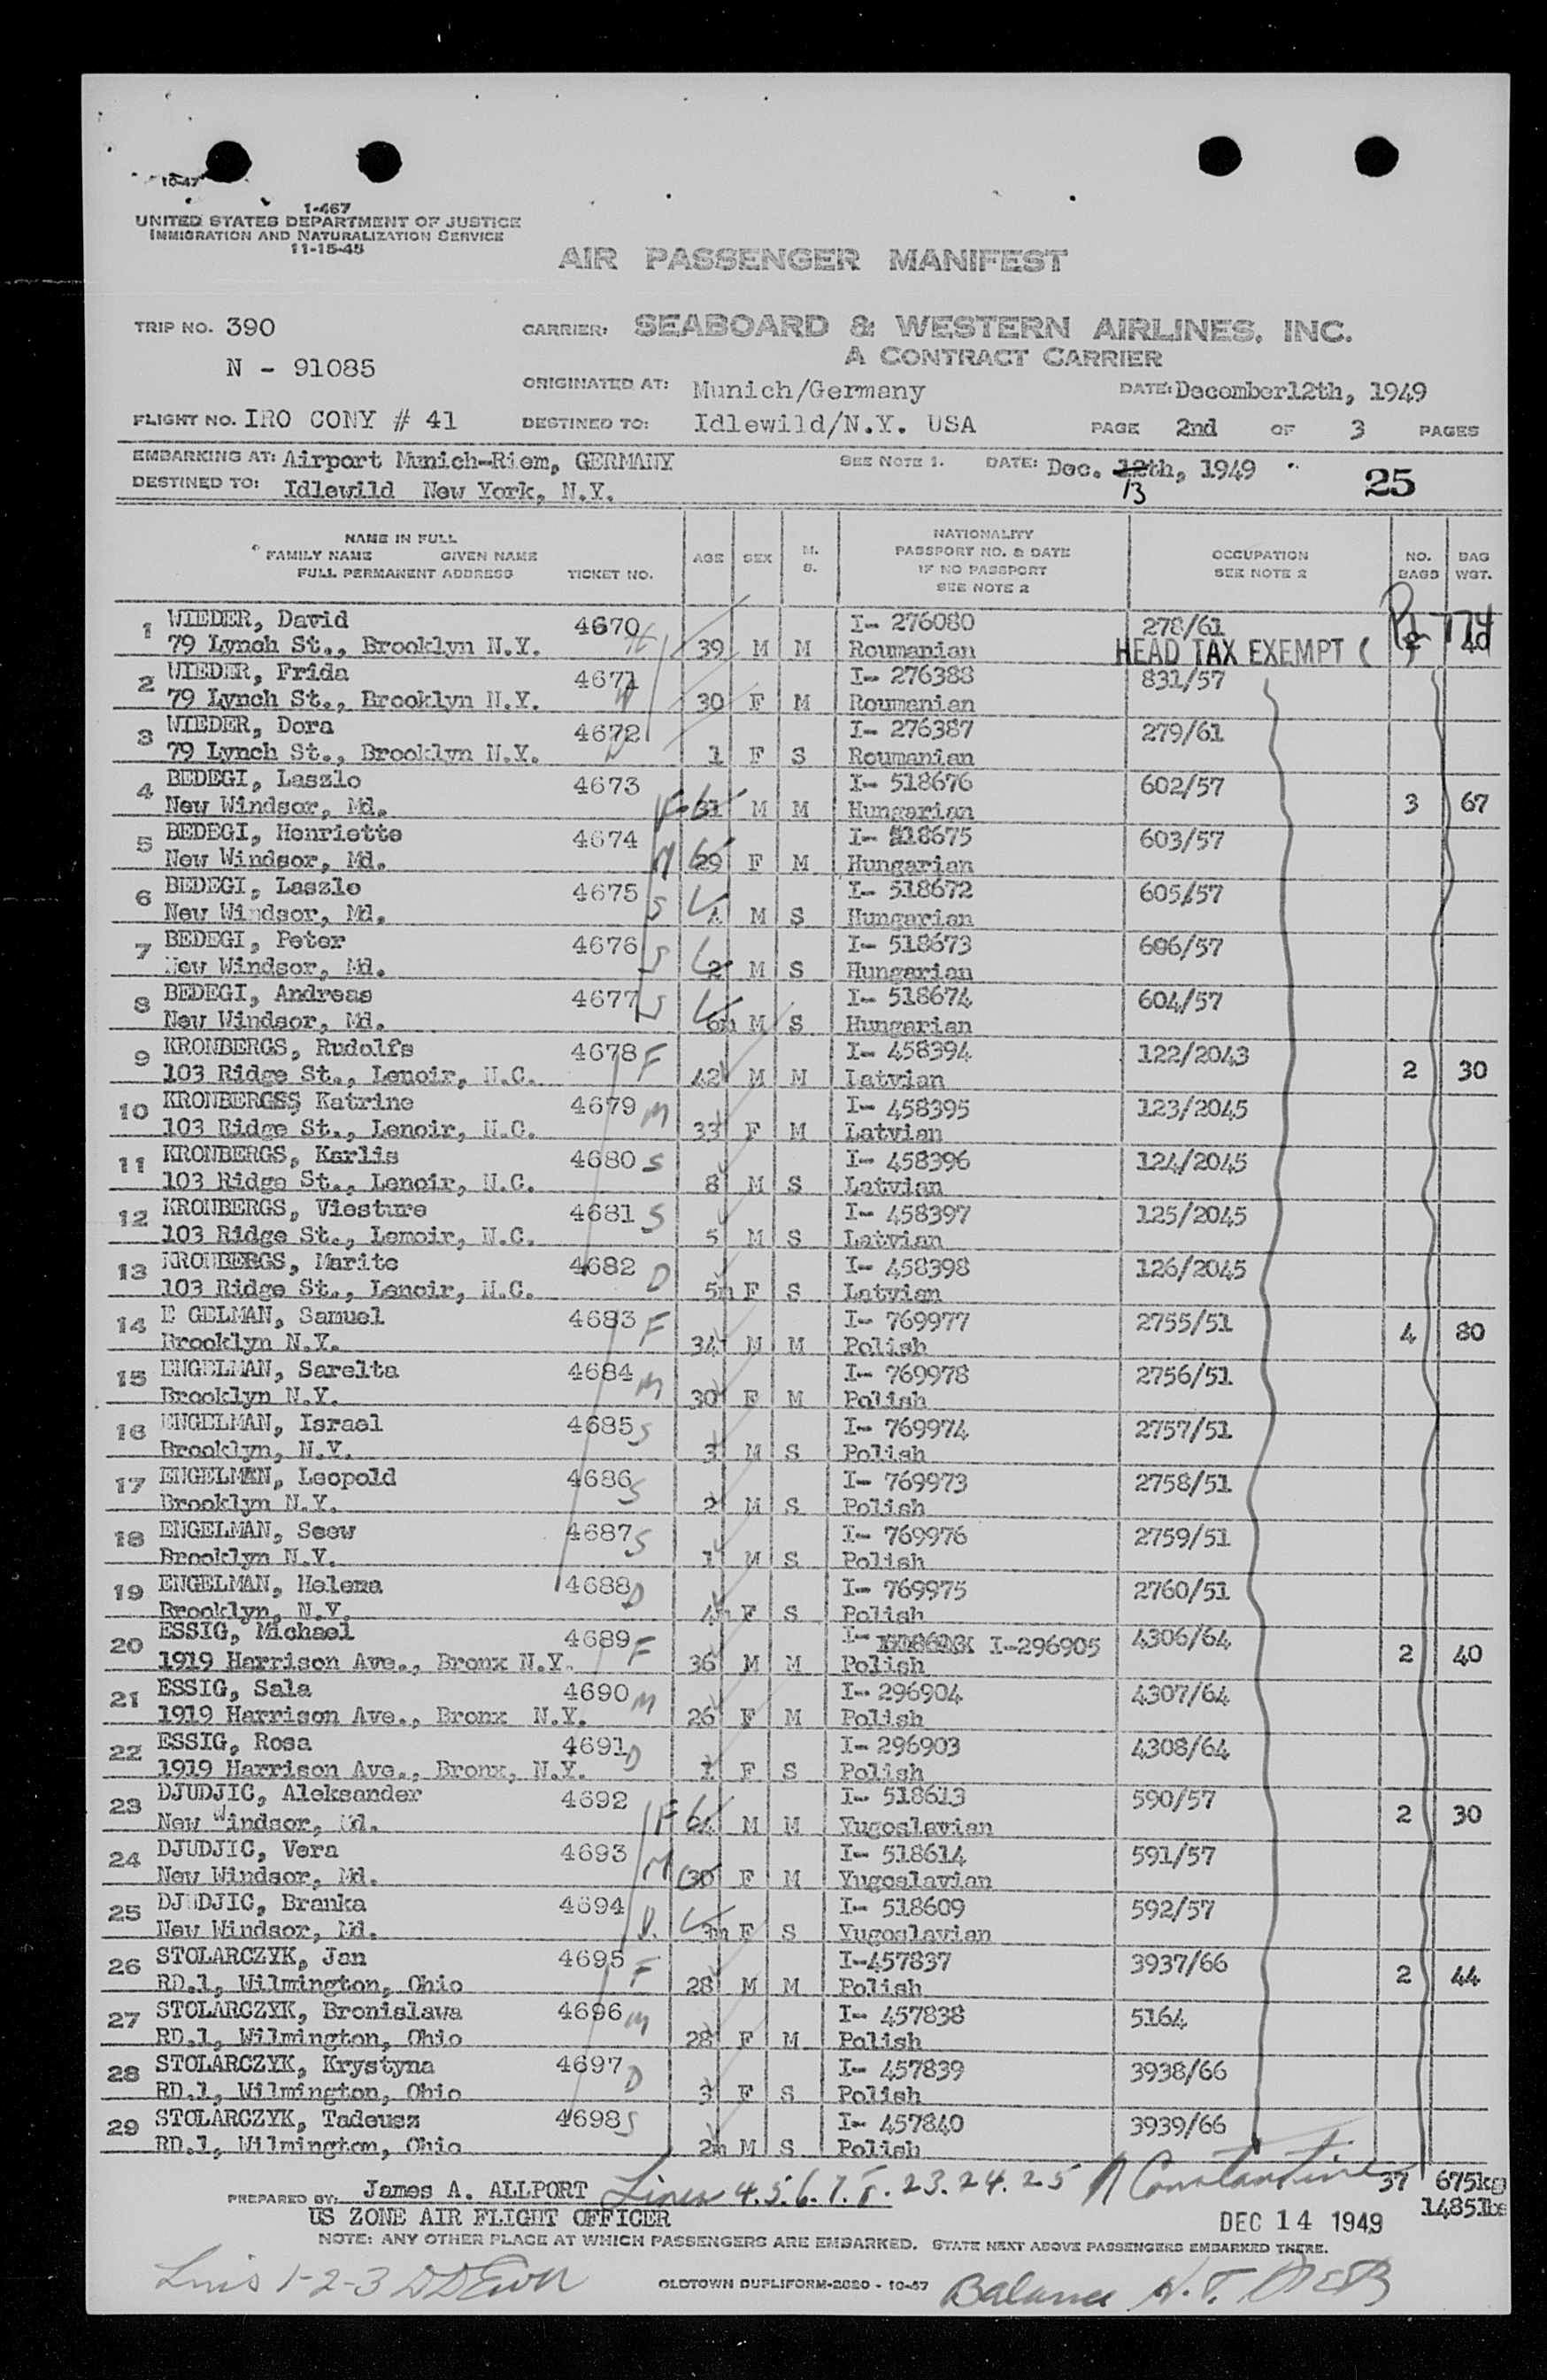 10-47
1-467
UNITED STATES DEPARTMENT OF JUSTICE
IMMIGRATION AND NATURALIZATION SERVICE
11-15-45
AIR PASSENGER MANIFEST
TRIP NO. 390
CARRIER: SEABOARD & WESTERN AIRLINES, INC.
A CONTRACT CARRIER
N - 91085
ORIGINATED AT: Munich/Germany DATE: December12th, 1949
FLIGHT NO. IRO CONY # 41 DESTINED TO: Idlewild/N.Y. USA PAGE 2nd OF 3 PAGES
EMBARKING AT: Airport Munich-Riem, GERMANY SEE NOTE 1. DATE: Dec. 12th, 1949
13
25
DESTINED TO: Idlewild New York, N.Y.
NAME IN FULL
FAMILY NAME GIVEN NAME
FULL PERMANENT ADDRESS TICKET NO. AGE SEX M. S. NATIONALITY PASSPORT NO. & DATE IF NO PASSPORT SEE NOTE 2 OCCUPATION SEE NOTE 2 NO. BAGS BAG WGT.
1 WIEDER, David 4670 I- 276080 278/61
79 Lynch St., Brooklyn N.Y. 39 M M Roumanian HEAD TAX EXEMPT
2 WIEDER, Frida 4671 I- 276388 831/57
79 Lynch St., Brooklyn N.Y. 30 F M Roumanian
3 WIEDER, Dora 4672 I- 276387 279/61
79 Lynch St., Brooklyn N.Y. 1 F S Roumanian
4 BEDEGI, Laszlo 4673 I- 518676 602/57
New Windsor, Md. F 31 M M Hungarian 3 67
5 BEDEGI, Henriette 4674 I- 518675 603/57
New Windsor, Md. M 29 F M Hungarian
6 BEDEGI, Laszlo 4675 I- 518672 605/57
New Windsor, Md. S M S Hungarian
7 BEDEGI, Peter 4676 I- 518673 606/57
New Windsor, Md. S 2 M S Hungarian
8 BEDEGI, Andreas 4677 I- 518674 604/57
New Windsor, Md. S 6m M S Hungarian
9 KRONBERGS, Rudolfs 4678 F I- 458394 122/2043
103 Ridge St., Lenoir, N.C. 42 M M Latvian 2 30
10 KRONBERGSS Katrine 4679 M I- 458395 123/2045
103 Ridge St., Lenoir, N.C. 33 F M Latvian
11 KRONBERGS, Karlis 4680 S I- 458396 124/2045
103 Ridge St., Lenoir, N.C. 8 M S Latvian
12 KRONBERGS, Viesture 4681 S I- 458397 125/2045
103 Ridge St., Lemoir, N.C. 5 M S Latvian
13 KRONBERGS, Marite 4682 D I- 458398 126/2045
103 Ridge St., Lenoir, N.C. 5m F S Latvian
14 E GELMAN, Samuel 4683 F I- 769977 2755/51
Brooklyn N.Y. 34 M M Polish 4 80
15 ENGELMAN, Sarelta 4684 M I- 769978 2756/51
Brooklyn N.Y. 30 F M Polish
16 ENGELMAN, Israel 4685 S I- 769974 2757/51
Brooklyn, N.Y. 3 M S Polish
17 ENGELMAN, Leopold 4686 S I- 769973 2758/51
Brooklyn N.Y. 2 M S Polish
18 ENGELMAN, Seew 4687 S I- 769976 2759/51
Brooklyn N.Y. 1 M S Polish
19 ENGELMAN, Helena 4688 D I- 769975 2760/51
Brooklyn, N.Y. 4m F S Polish
20 ESSIG, Michael 4689 F I- I-296905 4306/64
1919 Harrison Ave., Bronx N.Y. 36 M M Polish 2 40
21 ESSIG, Sala 4690 M I- 296904 4307/64
1919 Harrison Ave., Bronx N.Y. 26 F M Polish
22 ESSIG, Rosa 4691 D I- 296903 4308/64
1919 Harrison Ave., Bronx, N.Y. 1 F S Polish
23 DJUDJIC, Aleksander 4692 I- 518613 590/57
New Windsor, Md. F M M Yugoslavian 2 30
24 DJUDJIC, Vera 4693 I- 518614 591/57
New Windsor, Md. M 30 F M Yugoslavian
25 DJUDJIC, Branka 4694 I- 518609 592/57
New Windsor, Md. D. F S Yugoslavian
26 STOLARCZYK, Jan 4695 F I-457837 3937/66
RD.1, Wilmington, Ohio 28 M M Polish 2 44
27 STOLARCZYK, Bronislawa 4696 M I- 457838 5164
RD.1, Wilmington, Ohio 28 F M Polish
28 STOLARCZYK, Krystyna 4697 D I- 457839 3938/66
RD.1, Wilmington, Ohio 3 F S Polish
29 STOLARCZYK, Tadeusz 4698 S I- 457840 3939/66
RD.1, Wilmington, Ohio 2m M S Polish
PREPARED BY: James A. ALLPORT Lines 4.5.6.7.8.23.24.25 Constantine 37 675kg
US ZONE AIR FLIGHT OFFICER DEC 14 1949 1485lbs
NOTE: ANY OTHER PLACE AT WHICH PASSENGERS ARE EMBARKED. STATE NEXT ABOVE PASSENGERS EMBARKED THERE.
1-2-3
OLDTOWN DUPLIFORM-2020 - 10-47 Balance